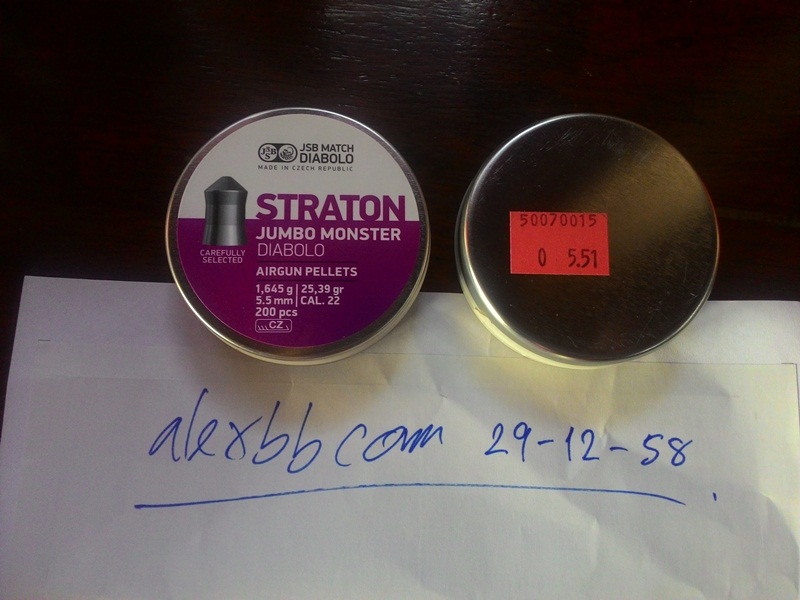 JSB
JSB MATCH
DIABOLO
MADE IN CZECH REPUBLIC
STRATON
JUMBO MONSTER
DIABOLO
CAREFULLY
SELECTED
AIRGUN PELLETS
1,645 g | 25,39 gr
5.5 mm | CAL. 22
200 pcs
CZ
50070015
0 5.51
alexbbcom 29-12-58